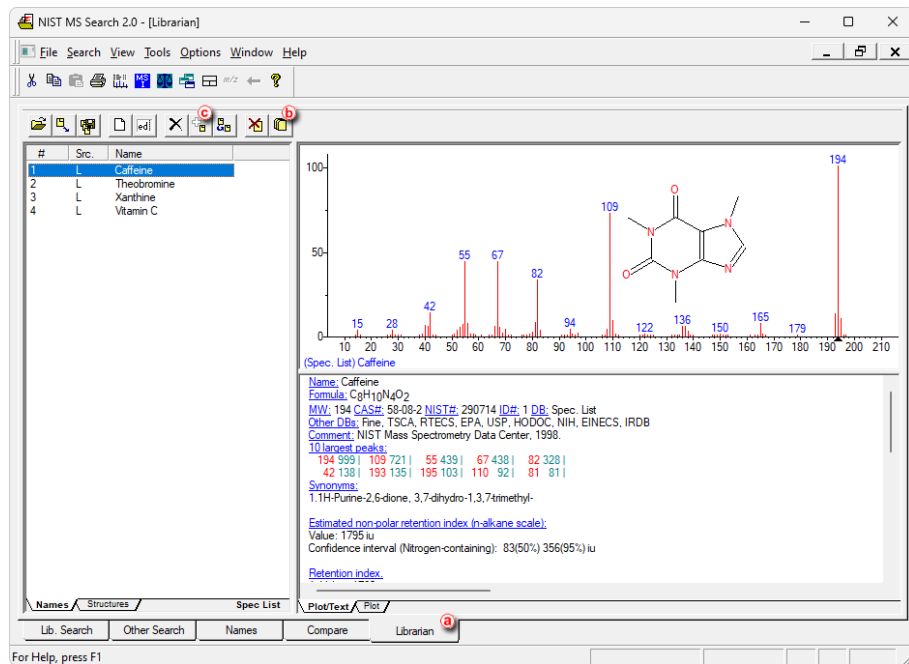 NIST MS Search 2.0 - [Librarian]
File Search View Tools Options Window Help
m/z
c b
edi
# Src. Name
1 L Caffeine
2 L Theobromine
3 L Xanthine
4 L Vitamin C
100
50
0
15 28 42 55 67 82 94 109 122 136 150 165 179 194
O N N O N N
10 20 30 40 50 60 70 80 90 100 110 120 130 140 150 160 170 180 190 200 210
(Spec. List) Caffeine
Name: Caffeine
Formula: C8H10N4O2
MW: 194 CAS#: 58-08-2 NIST#: 290714 ID#: 1 DB: Spec. List
Other DBs: Fine, TSCA, RTECS, EPA, USP, HODOC, NIH, EINECS, IRDB
Comment: NIST Mass Spectrometry Data Center, 1998.
10 largest peaks:
194 999 | 109 721 | 55 439 | 67 438 | 82 328 |
42 138 | 193 135 | 195 103 | 110 92 | 81 81 |
Synonyms:
1.1H-Purine-2,6-dione, 3,7-dihydro-1,3,7-trimethyl-
Estimated non-polar retention index (n-alkane scale):
Value: 1795 iu
Confidence interval (Nitrogen-containing): 83(50%) 356(95%) iu
Retention index.
Names Structures Spec List
Plot/Text Plot
Lib. Search Other Search Names Compare Librarian a
For Help, press F1